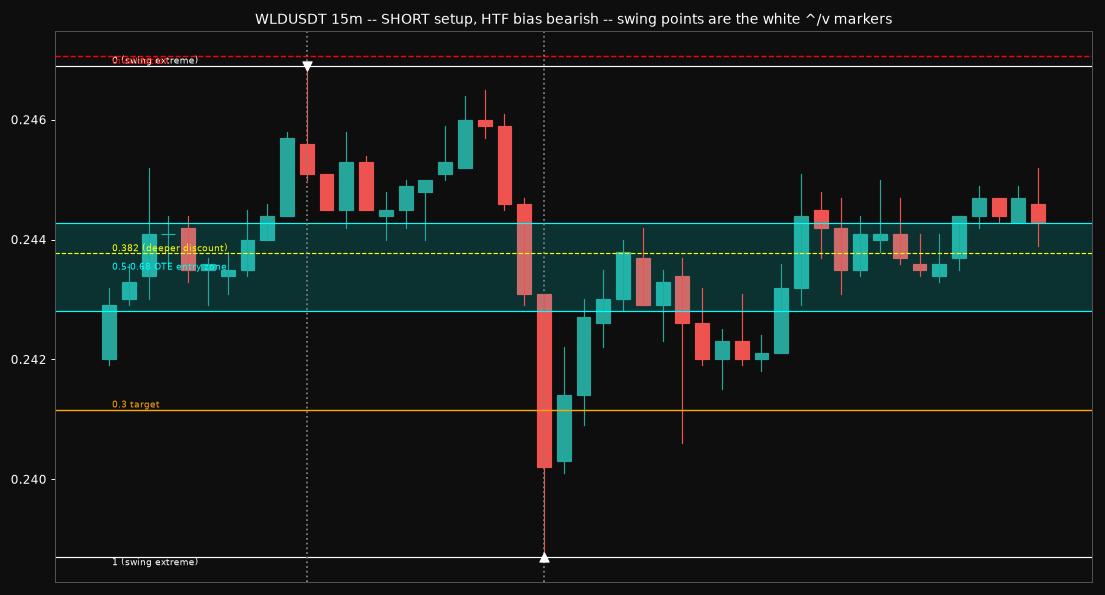 WLDUSDT 15m -- SHORT setup, HTF bias bearish -- swing points are the white ^/v markers
0 (swing extreme)
0.246
0.244
0.382 (deeper discount)
0.5-0.68 OTE entry zone
0.242
0.3 target
0.240
1 (swing extreme)